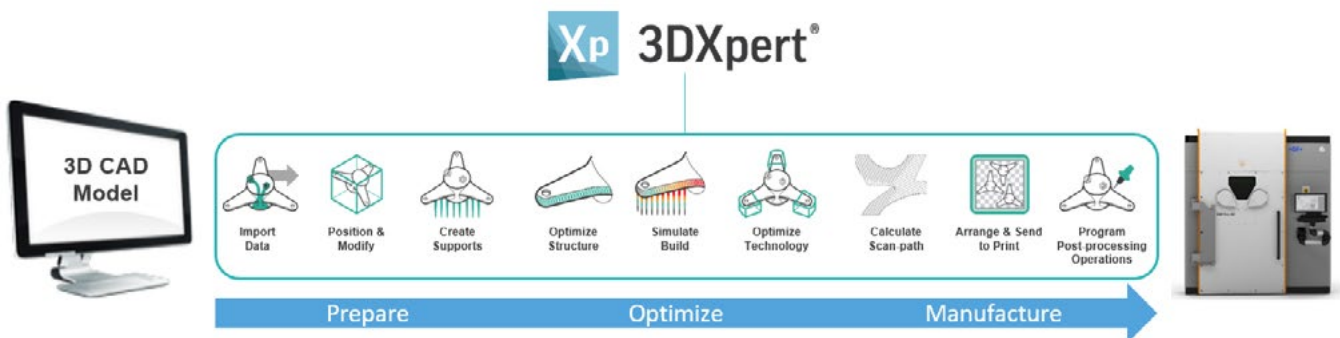 Xp 3DXpert®
3D CAD
Model
Import
Data
Position &
Modify
Create
Supports
Optimize
Structure
Simulate
Build
Optimize
Technology
Calculate
Scan-path
Arrange & Send
to Print
Program
Post-processing
Operations
Prepare
Optimize
Manufacture